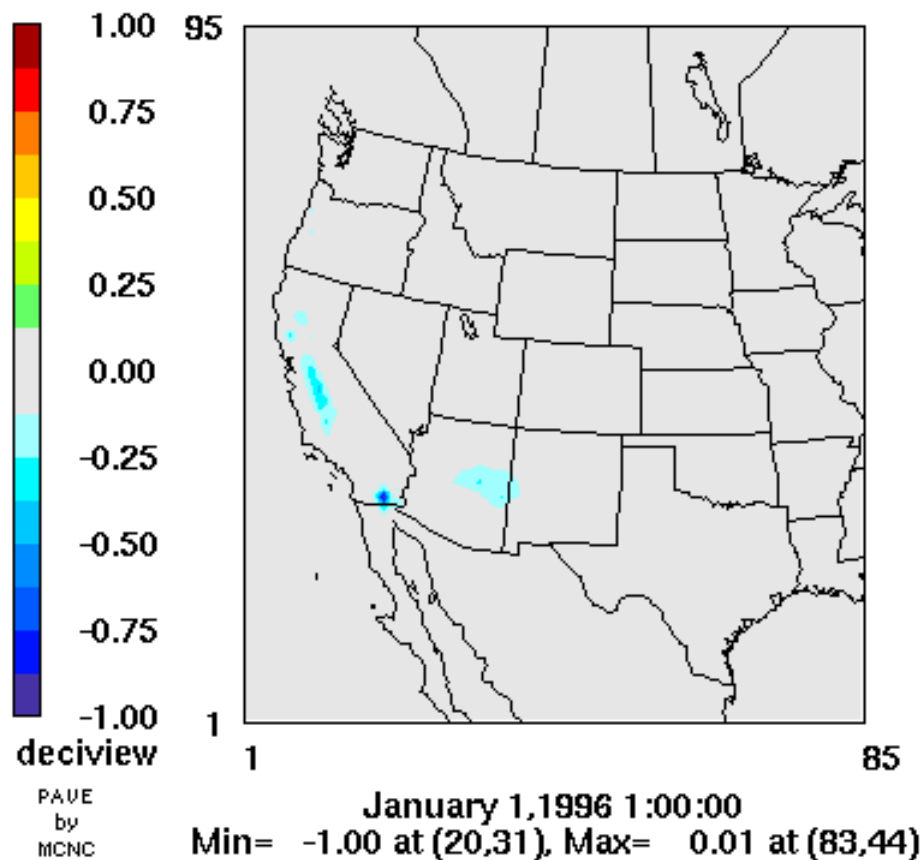 1.00
0.75
0.50
0.25
0.00
-0.25
-0.50
-0.75
-1.00
deciview
PAVE
by
MCNC
95
1
1
85
January 1,1996 1:00:00
Min= -1.00 at (20,31), Max= 0.01 at (83,44)